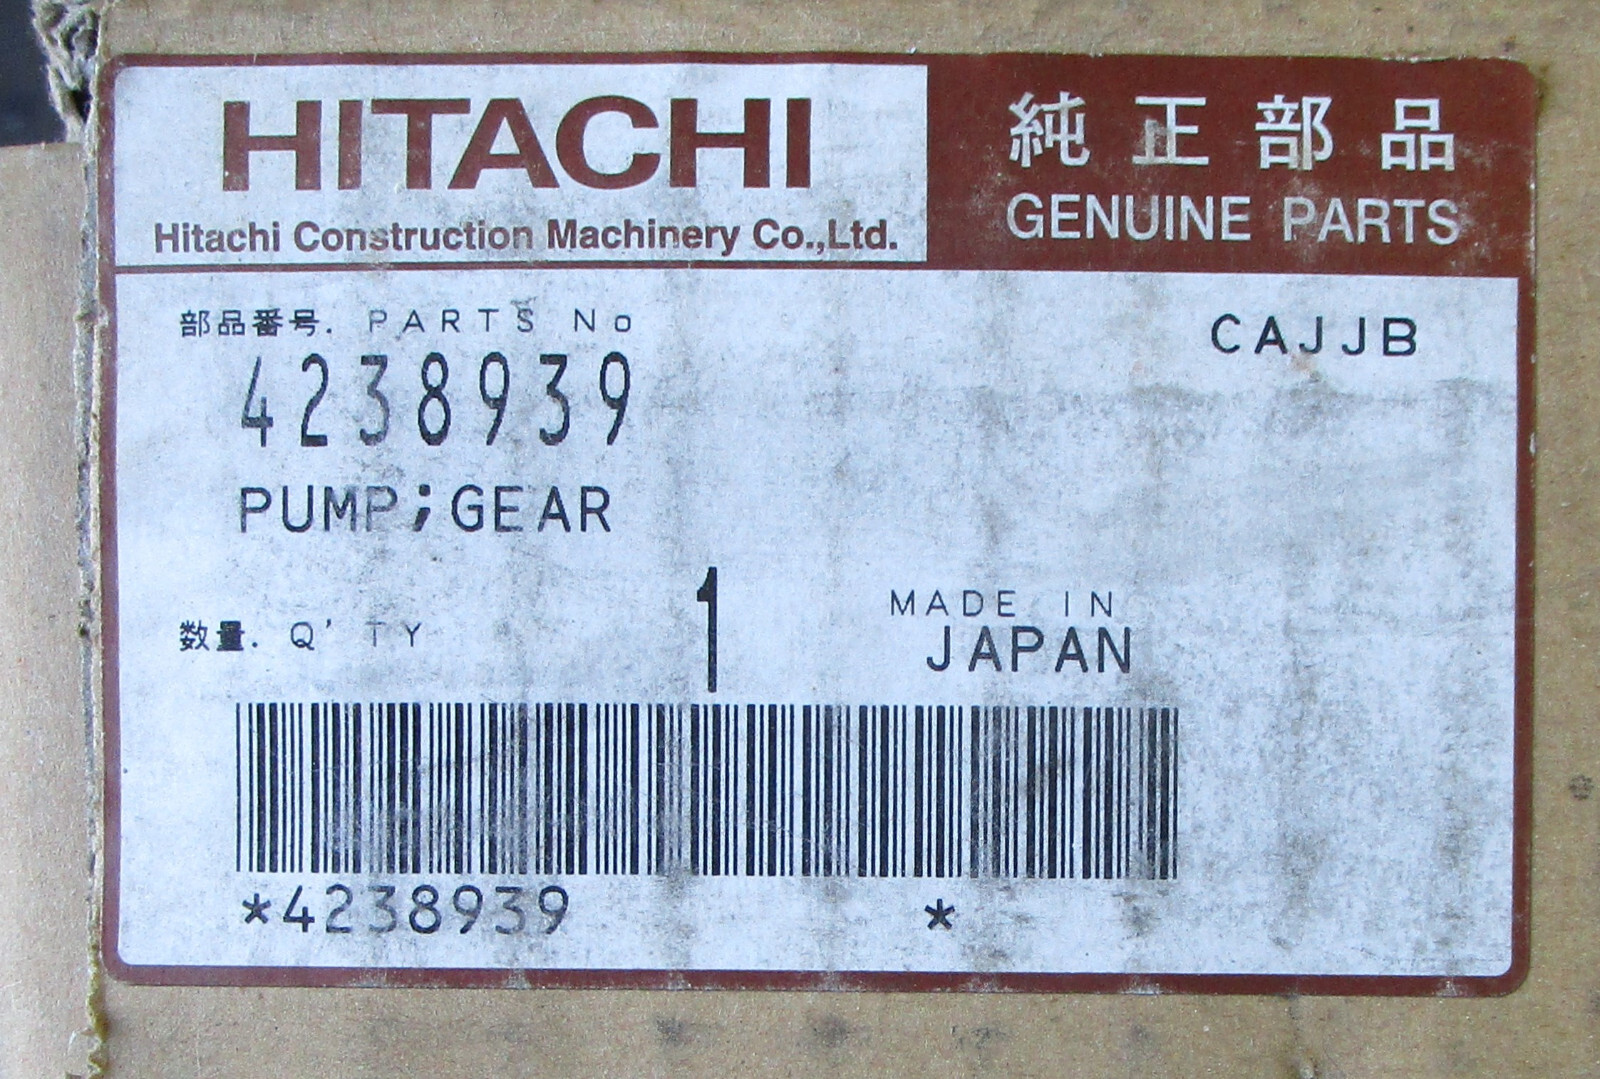 HITACHI
Hitachi Construction Machinery Co.,Ltd.
純正部品
GENUINE PARTS
部品番号. PARTS No
CAJJB
4238939
PUMP;GEAR
数量. Q'TY
1
MADE IN
JAPAN
*4238939 *